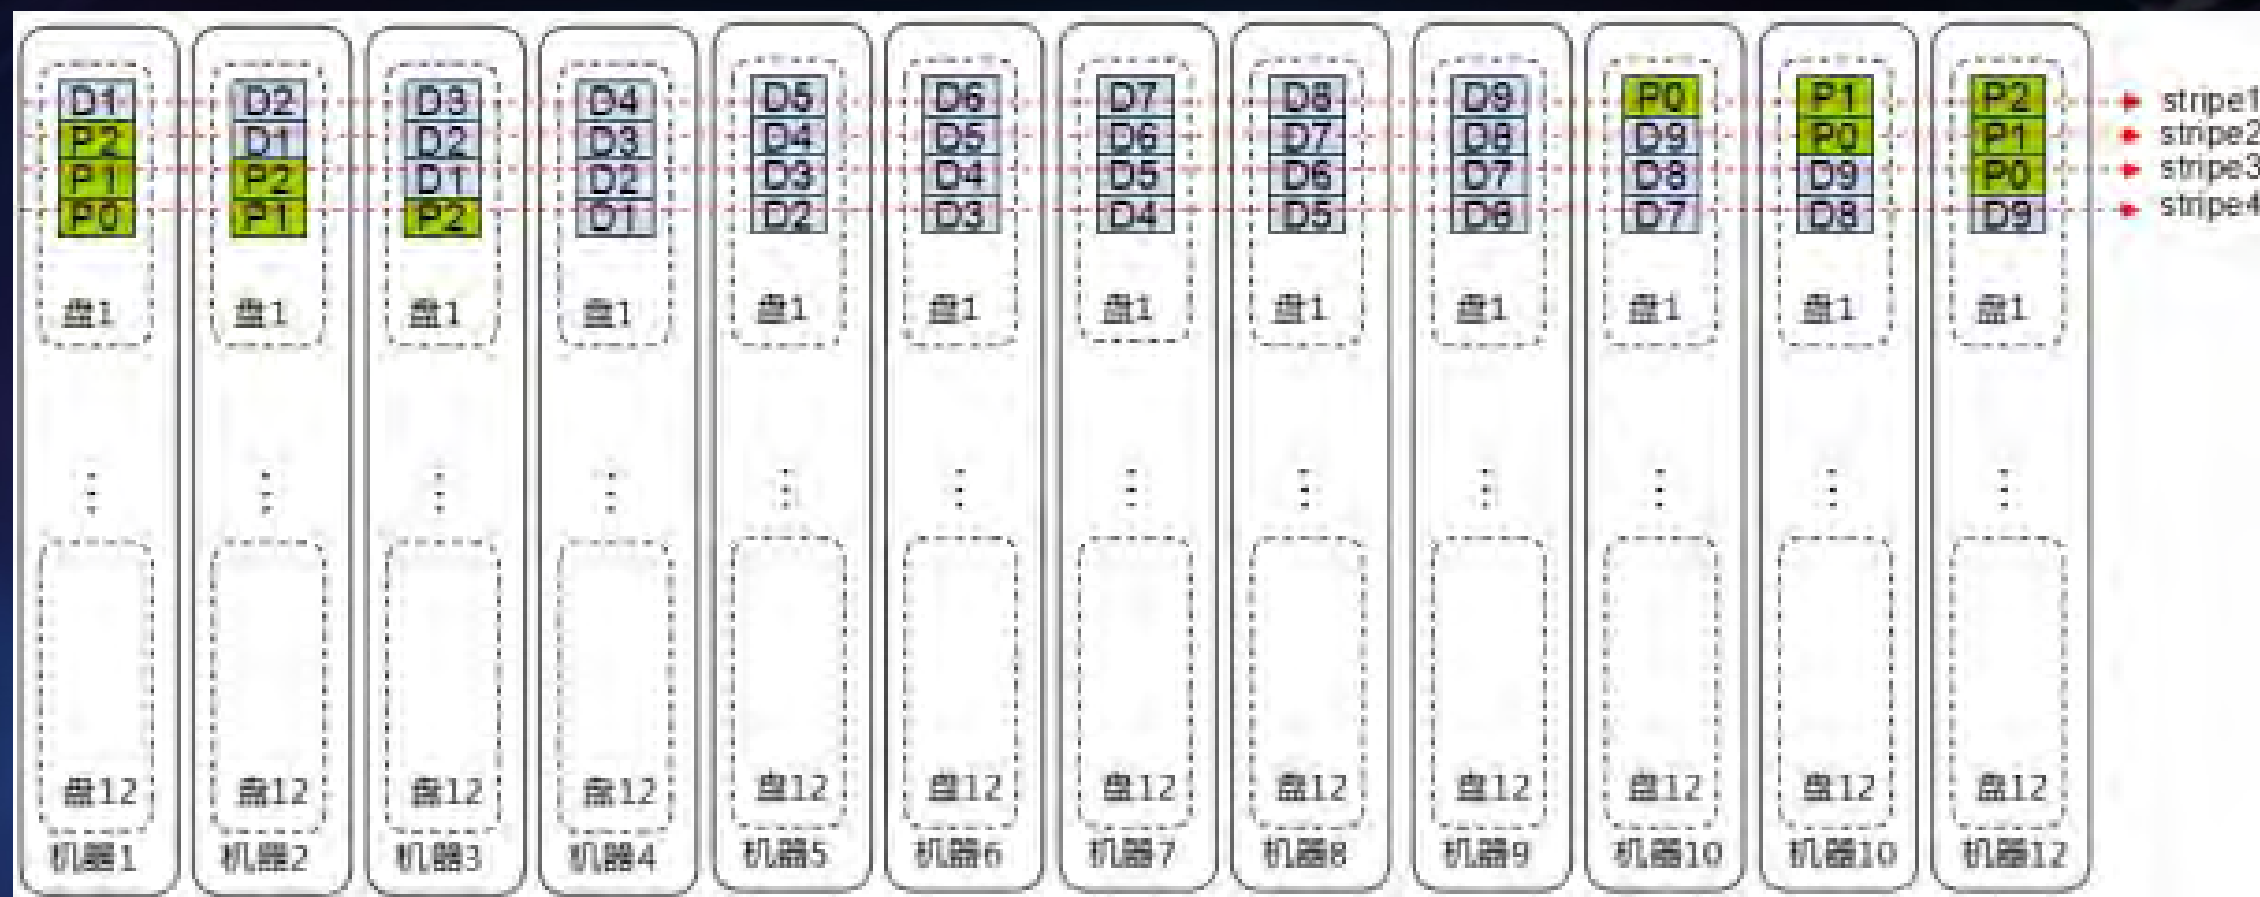 D1 D2 D3 D4 D5 D6 D7 D8 D9 P0 P1 P2 stripe1
P2 D1 D2 D3 D4 D5 D6 D7 D8 D9 P0 P1 stripe2
P1 P2 D1 D2 D3 D4 D5 D6 D7 D8 D9 P0 stripe3
P0 P1 P2 D1 D2 D3 D4 D5 D6 D7 D8 D9 stripe4
盘1 盘1 盘1 盘1 盘1 盘1 盘1 盘1 盘1 盘1 盘1 盘1
盘12 盘12 盘12 盘12 盘12 盘12 盘12 盘12 盘12 盘12 盘12 盘12
机器1 机器2 机器3 机器4 机器5 机器6 机器7 机器8 机器9 机器10 机器10 机器12